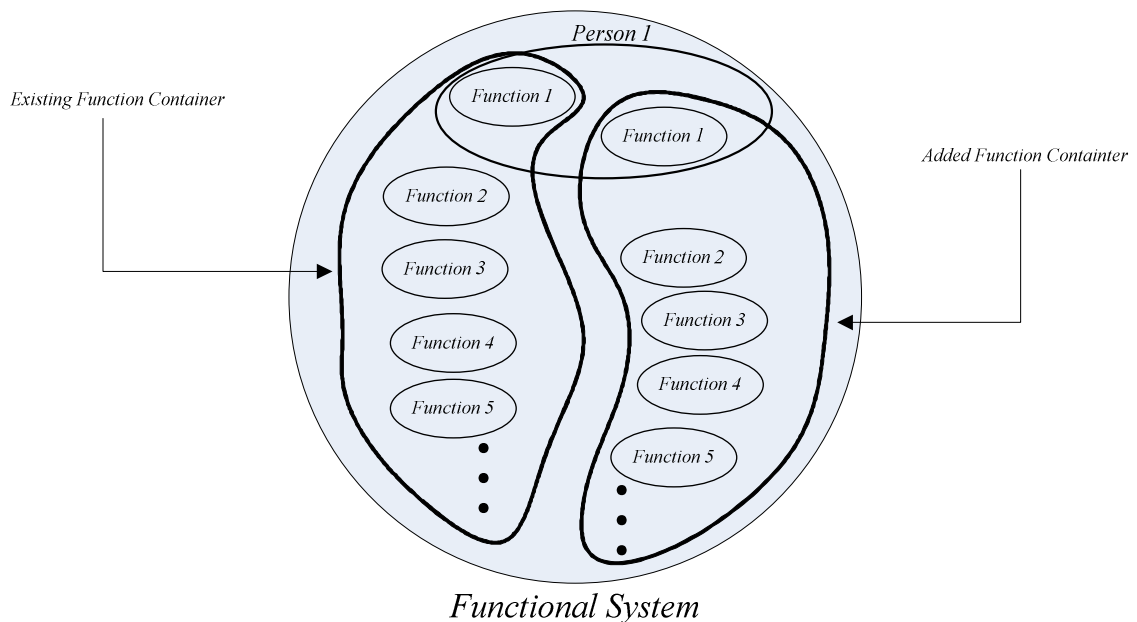 Person 1
Existing Function Container
Function 1
Function 1
Added Function Containter
Function 2
Function 3
Function 4
Function 5
Function 2
Function 3
Function 4
Function 5
Functional System